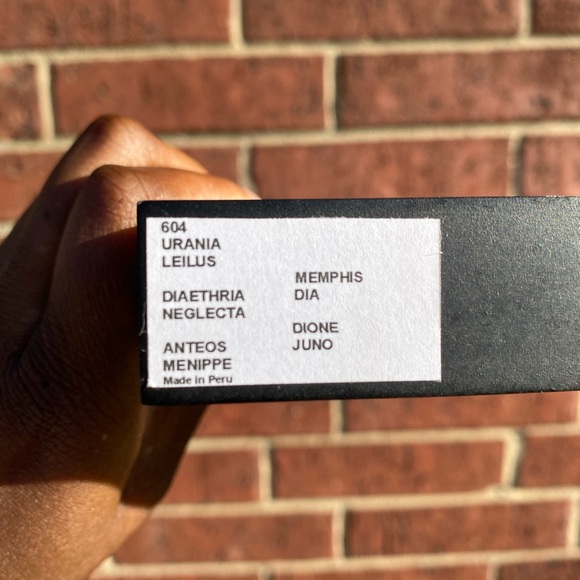 604
URANIA
LEILUS
DIAETHRIA
NEGLECTA
ANTEOS
MENIPPE
Made in Peru
MEMPHIS
DIA
DIONE
JUNO